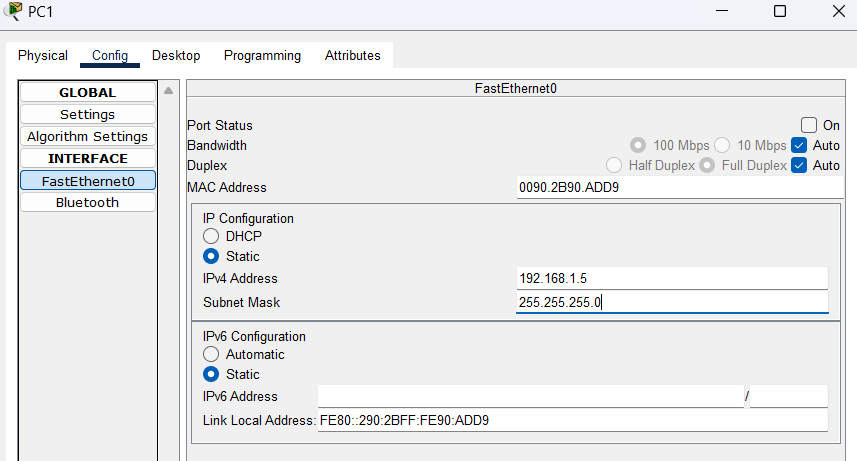 PC1
Physical Config Desktop Programming Attributes
GLOBAL
Settings
Algorithm Settings
INTERFACE
FastEthernet0
Bluetooth
FastEthernet0
Port Status On
Bandwidth 100 Mbps 10 Mbps Auto
Duplex Half Duplex Full Duplex Auto
MAC Address 0090.2B90.ADD9
IP Configuration
DHCP
Static
IPv4 Address 192.168.1.5
Subnet Mask 255.255.255.0
IPv6 Configuration
Automatic
Static
IPv6 Address /
Link Local Address: FE80::290:2BFF:FE90:ADD9